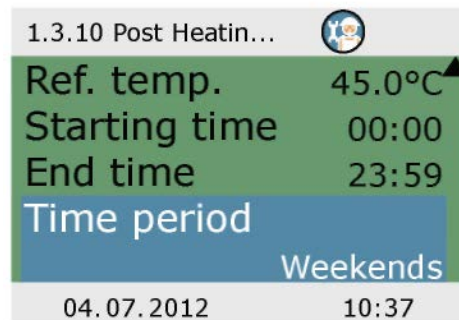 1.3.10 Post Heatin...
Ref. temp. 45.0°C
Starting time 00:00
End time 23:59
Time period
Weekends
04.07.2012 10:37